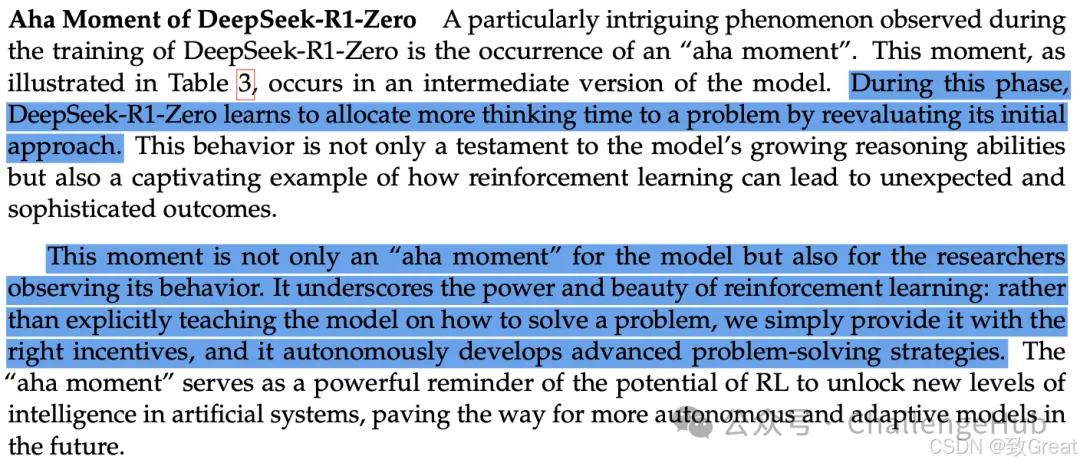 Aha Moment of DeepSeek-R1-Zero A particularly intriguing phenomenon observed during
the training of DeepSeek-R1-Zero is the occurrence of an “aha moment”. This moment, as
illustrated in Table 3, occurs in an intermediate version of the model. During this phase,
DeepSeek-R1-Zero learns to allocate more thinking time to a problem by reevaluating its initial
approach. This behavior is not only a testament to the model’s growing reasoning abilities
but also a captivating example of how reinforcement learning can lead to unexpected and
sophisticated outcomes.
This moment is not only an “aha moment” for the model but also for the researchers
observing its behavior. It underscores the power and beauty of reinforcement learning: rather
than explicitly teaching the model on how to solve a problem, we simply provide it with the
right incentives, and it autonomously develops advanced problem-solving strategies. The
“aha moment” serves as a powerful reminder of the potential of RL to unlock new levels of
intelligence in artificial systems, paving the way for more autonomous and adaptive models in
the future.
公众号 · ChallengeHub
CSDN @致Great